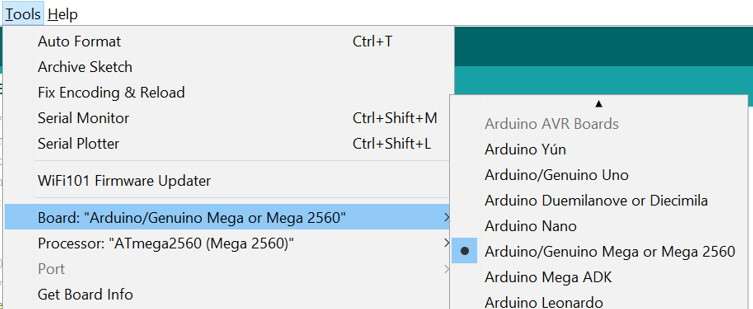 Tools Help
Auto Format Ctrl+T
Archive Sketch
Fix Encoding & Reload
Serial Monitor Ctrl+Shift+M
Serial Plotter Ctrl+Shift+L
WiFi101 Firmware Updater
Board: "Arduino/Genuino Mega or Mega 2560"
Processor: "ATmega2560 (Mega 2560)"
Port
Get Board Info
Arduino AVR Boards
Arduino Yún
Arduino/Genuino Uno
Arduino Duemilanove or Diecimila
Arduino Nano
Arduino/Genuino Mega or Mega 2560
Arduino Mega ADK
Arduino Leonardo